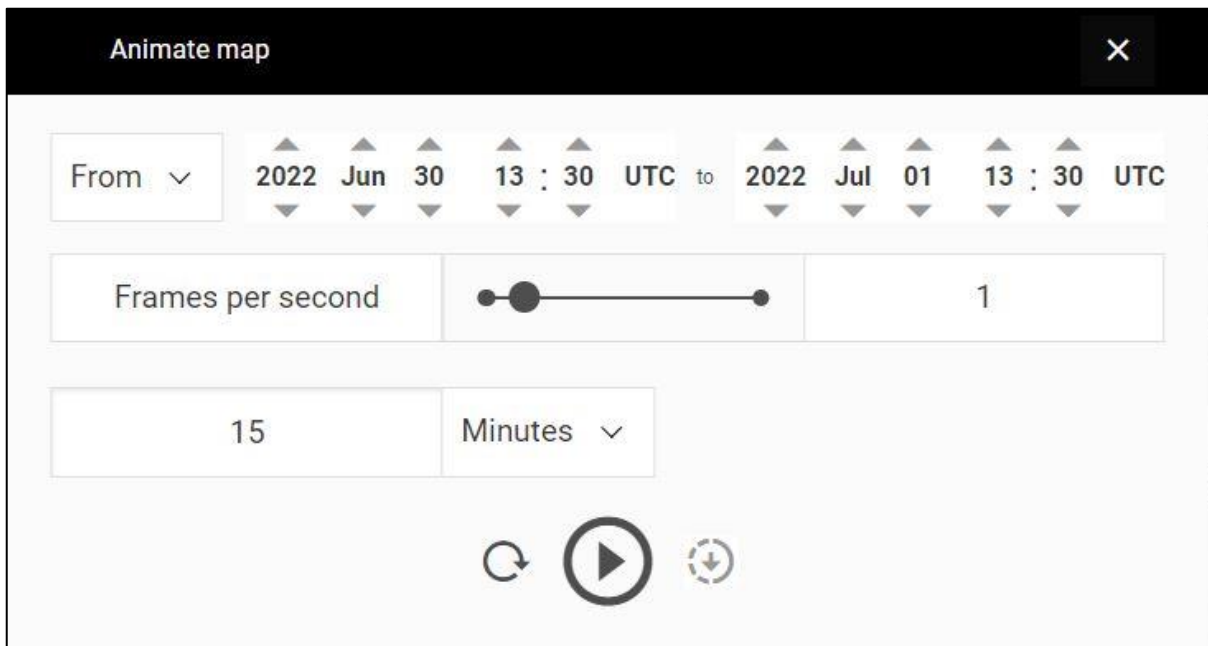 Animate map
From 2022 Jun 30 13 : 30 UTC to 2022 Jul 01 13 : 30 UTC
Frames per second 1
15 Minutes